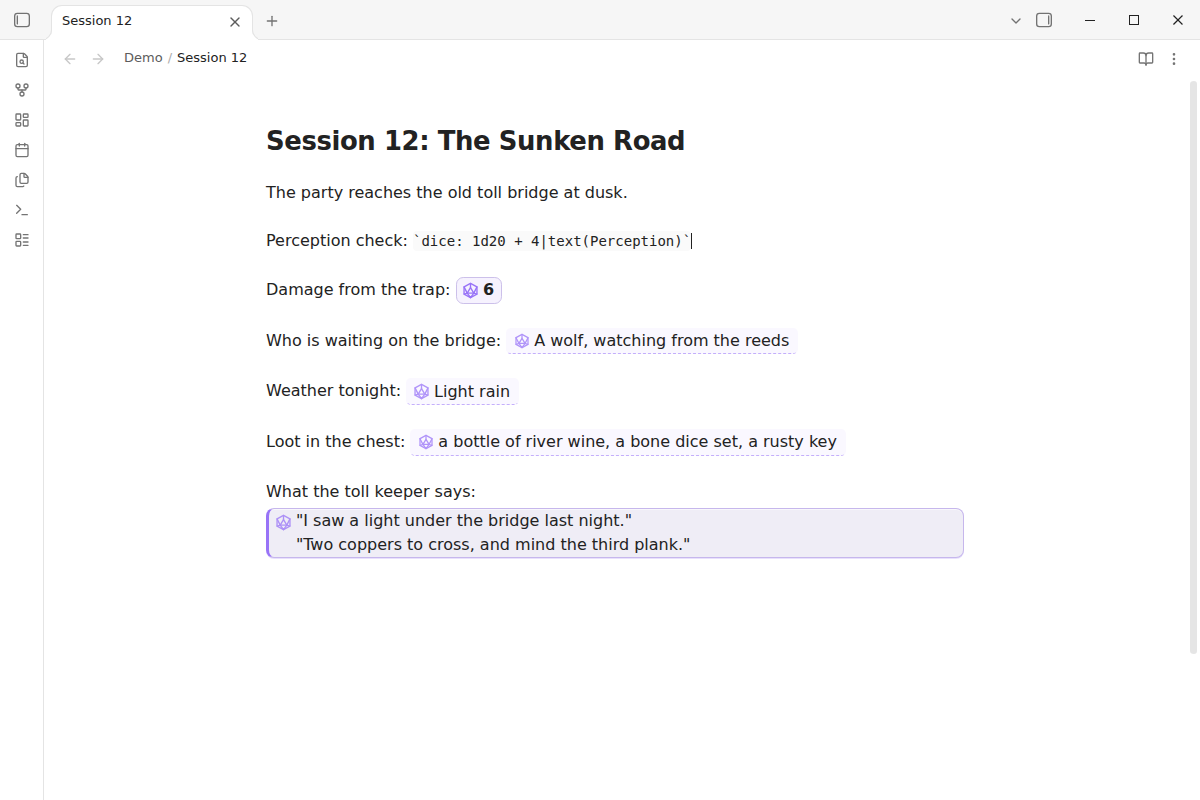 Session 12
Demo / Session 12
Session 12: The Sunken Road
The party reaches the old toll bridge at dusk.
Perception check: `dice: 1d20 + 4|text(Perception)`
Damage from the trap: 6
Who is waiting on the bridge: A wolf, watching from the reeds
Weather tonight: Light rain
Loot in the chest: a bottle of river wine, a bone dice set, a rusty key
What the toll keeper says:
"I saw a light under the bridge last night."
"Two coppers to cross, and mind the third plank."